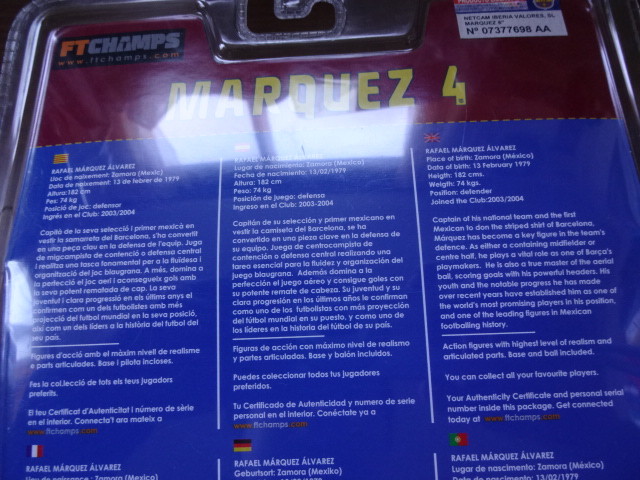 FTCHAMPS
www.ftchamps.com
NETCAM IBERIA VALORES, SL
MARQUEZ 6"
Nº 07377698 AA
MARQUEZ 4
RAFAEL MÁRQUEZ ÁLVAREZ
Lloc de naixement: Zamora (Mexic)
Data de naixement: 13 de febrer de 1979
Altura:182 cm
Pes: 74 kg
Posició de joc: defensor
Ingrés en el Club: 2003/2004
Capità de la seva selecció i primer mexicà en
vestir la samarreta del Barcelona, s'ha convertit
en una peça clau en la defensa de l'equip. Juga
de migcampista de contenció o defensa central
i realitza una tasca fonamental per a la fluïdesa i
organització del joc blaugrana. A més, domina a
la perfecció el joc aeri i aconsegueix gols amb
la seva potent rematada de cap. La seva
joventut i clara progressió en els últims anys el
confirmen com un dels futbolistes amb més
projecció del futbol mundial en la seva posició,
així com un dels líders a la història del futbol del
seu país.
Figures d'acció amb el màxim nivell de realisme
e parts articulades. Base i pilota incloses.
Fes la col.lecció de tots els teus jugadors
preferits.
El teu Certificat d'Autenticitat i número de sèrie
en el interior. Connecta't ara mateix a
www.ftchamps.com
RAFAEL MÁRQUEZ ÁLVAREZ
Lugar de nacimiento: Zamora (Mexico)
Fecha de nacimiento: 13/02/1979
Altura: 182 cm
Peso: 74 kg
Posición de juego: defensa
Ingreso en el Club: 2003-2004
Capitán de su selección y primer mexicano en
vestir la camiseta del Barcelona, se ha
convertido en una pieza clave en la defensa de
su equipo. Juega de centrocampista de
contención o defensa central realizando una
tarea esencial para la fluidez y organización del
juego blaugrana. Además domina a la
perfección el juego aéreo y consigue goles con
su potente remate de cabeza. Su juventud y su
clara progresión en los últimos años le confirman
como uno de los futbolistas con más proyección
del fútbol mundial en su puesto, y como uno de
los líderes en la historia del fútbol de su país.
Figuras de acción con máximo nivel de realismo
y partes articuladas. Base y balón incluidos.
Puedes coleccionar todas tus jugadores
preferidos.
Tu Certificado de Autenticidad y numero de serie
personal en el interior. Conéctate ya a
www.ftchamps.com
RAFAEL MÁRQUEZ ÁLVAREZ
Place of birth: Zamora (México)
Date of birth: 13 February 1979
Heigth: 182 cms.
Weigth: 74 kgs.
Position: defender
Joined the Club:2003/2004
Captain at his national team and the first
Mexican to don the striped shirt of Barcelona,
Márquez has become a key figure in the team's
defence. As either a containing midfielder or
centre half, he plays a vital role as one of Barça's
playmakers. He is also a true master of the aerial
ball, scoring goals with his powerful headers. His
youth and the notable progress he has made
over recent years have established him as one of
the world's most promising players in his position,
and one of the leading figures in Mexican
footballing history.
Action figures with highest level of realism and
articulated parts. Base and ball included.
You can collect all your favourite players.
Your Authenticity Certificate and personal serial
number inside this package. Get connected
today at www.ftchamps.com
RAFAEL MÁRQUEZ ÁLVAREZ
Lieu de naissance : Zamora (Mexico)
RAFAEL MÁRQUEZ ÁLVAREZ
Geburtsort: Zamora (Mexiko)
RAFAEL MÁRQUEZ ÁLVAREZ
Lugar do nascimento: Zamora (México)
Data do nascimento: 13/02/1979